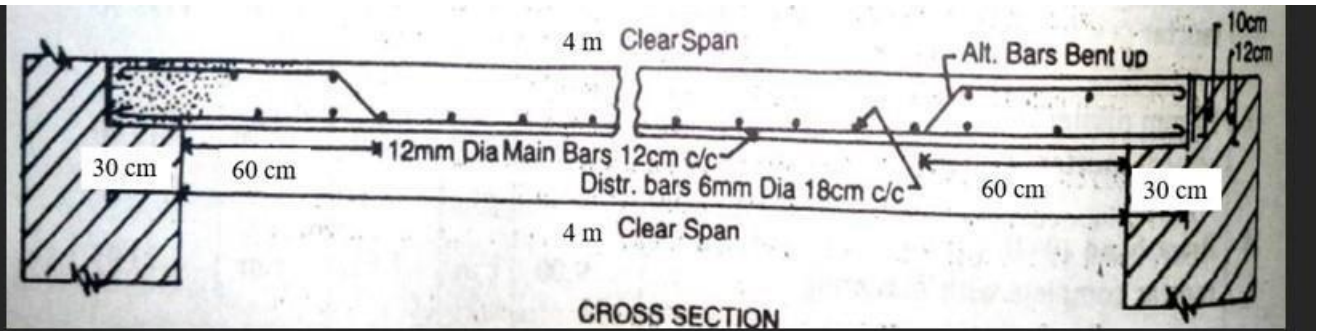 4 m Clear Span
10cm
12cm
Alt. Bars Bent up
30 cm
60 cm
12mm Dia Main Bars 12cm c/c
Distr. bars 6mm Dia 18cm c/c
60 cm
30 cm
4 m Clear Span
CROSS SECTION